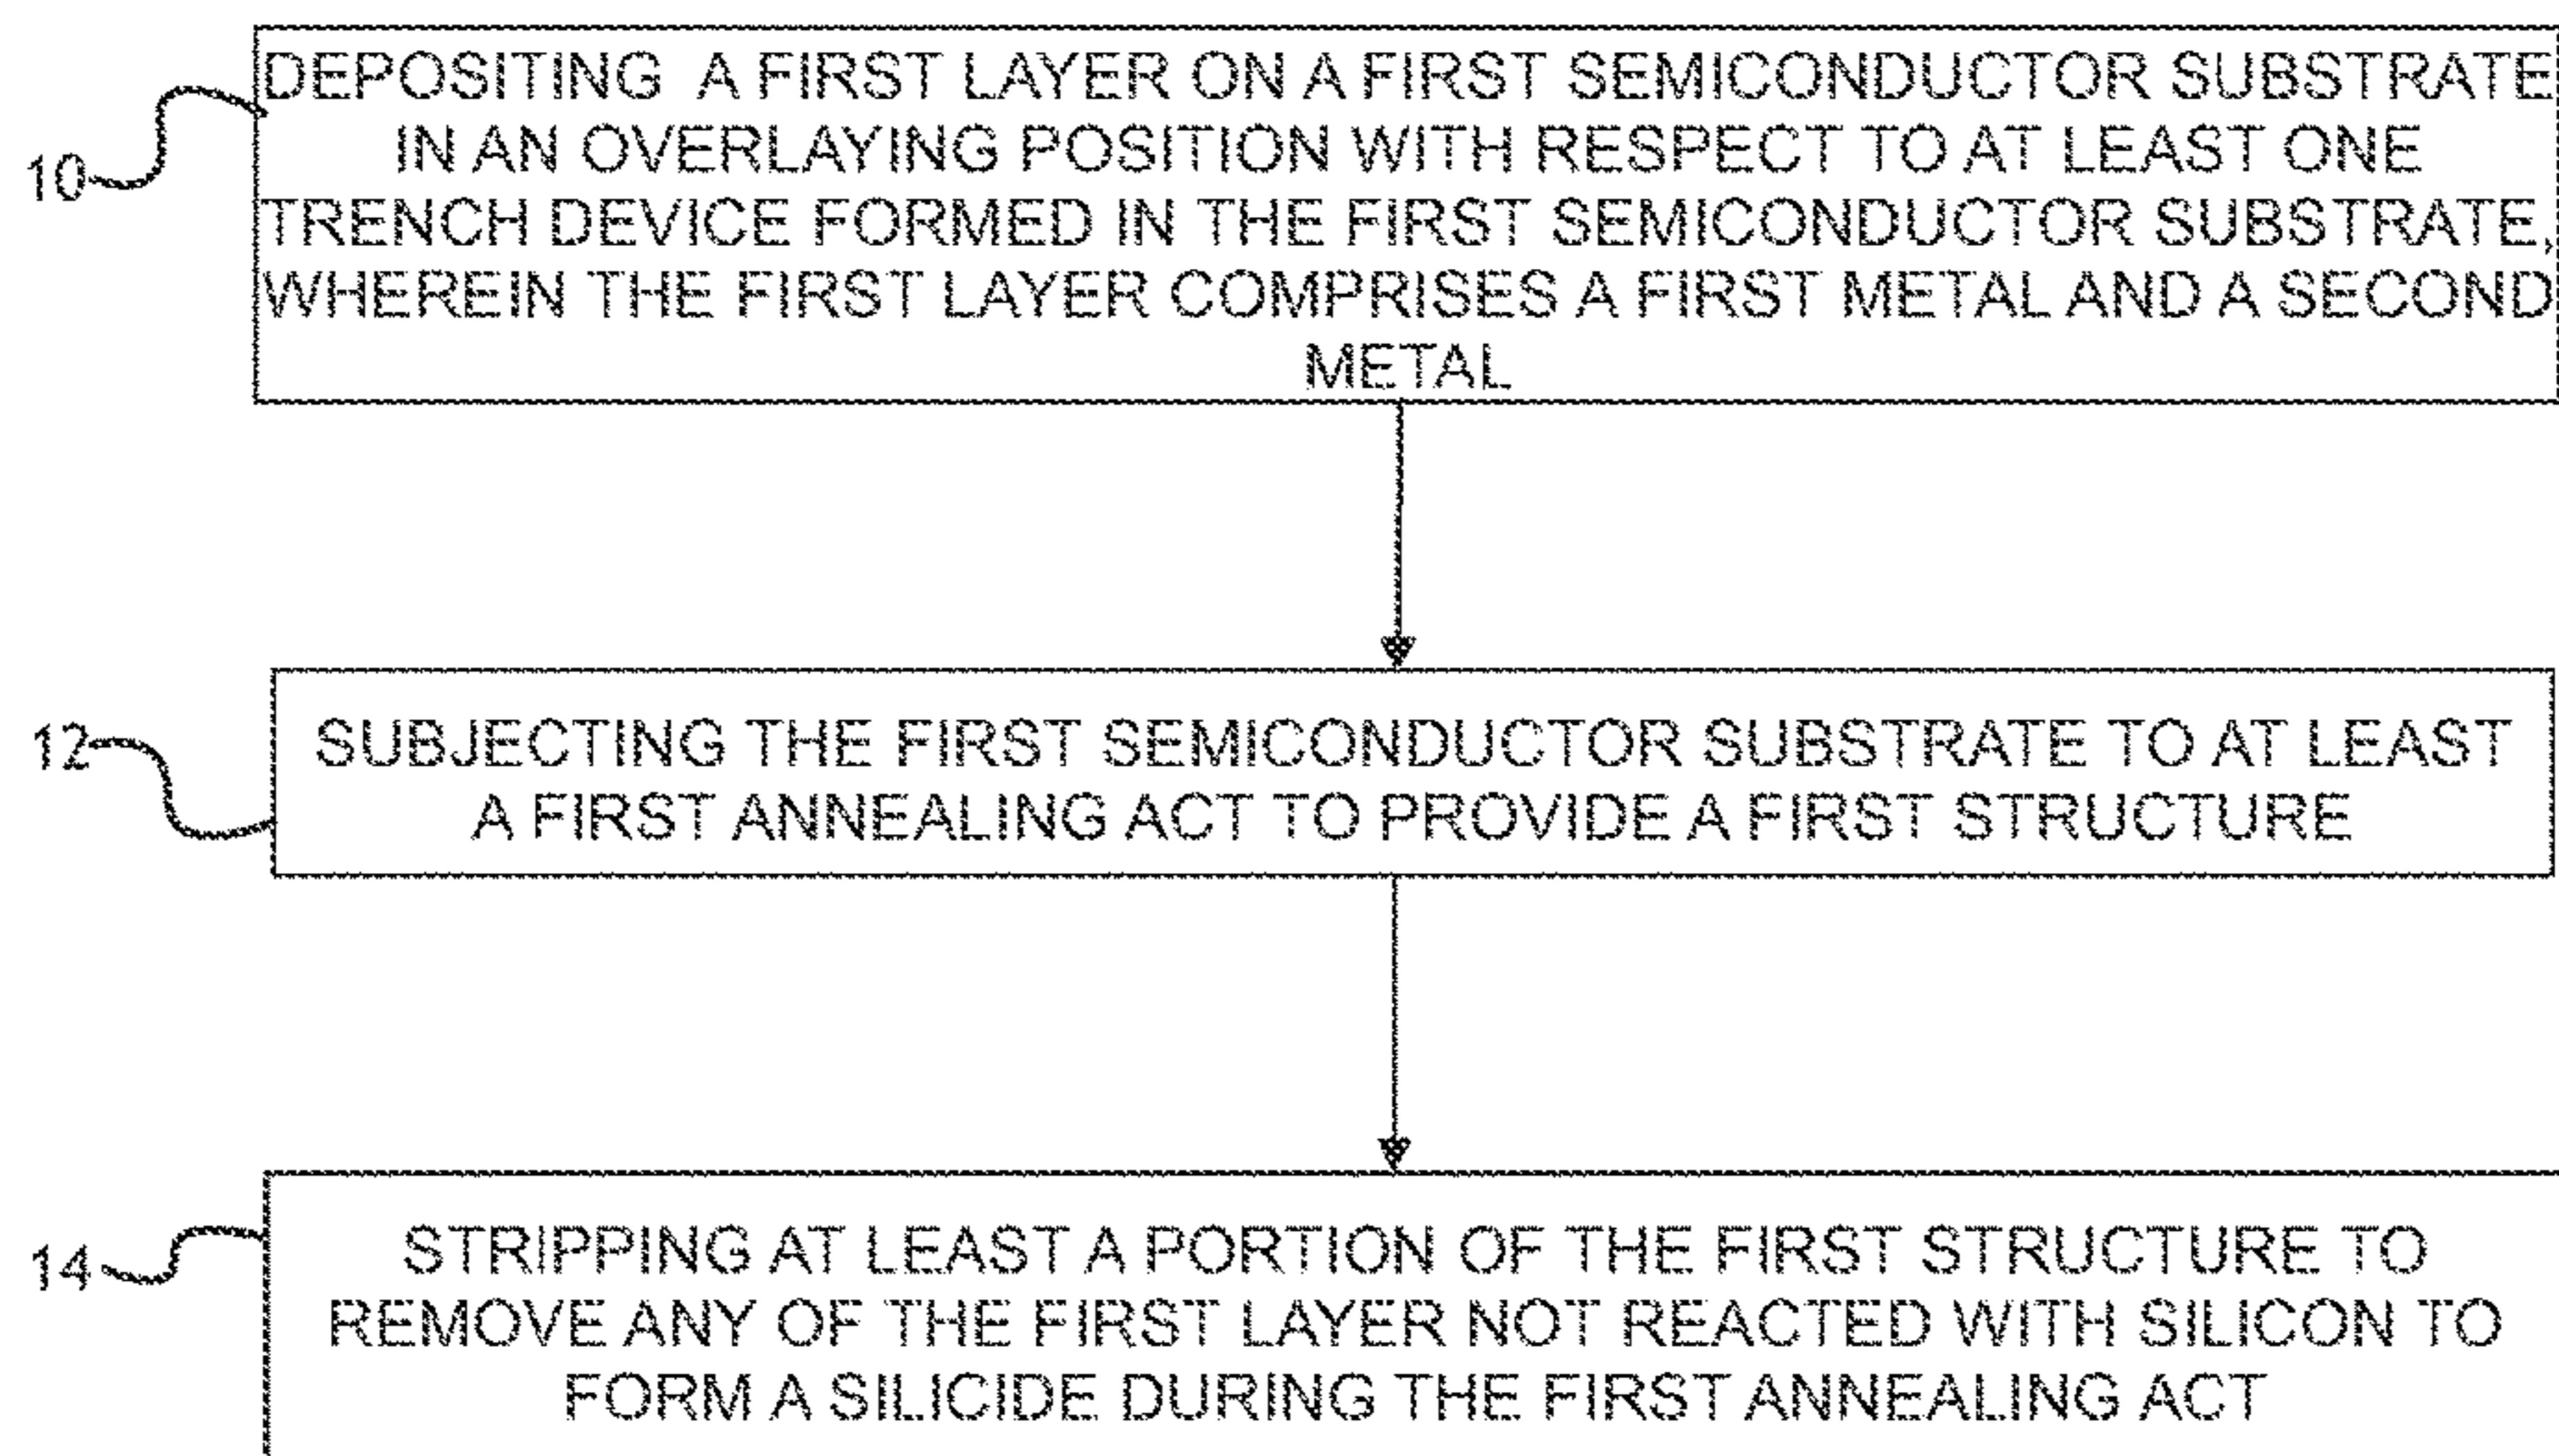 DEPOSITING A FIRST LAYER ON A FIRST SEMICONDUCTOR SUBSTRATE
IN AN OVERLAYING POSITION WITH RESPECT TO AT LEAST ONE
10
TRENCH DEVICE FORMED IN THE FIRST SEMICONDUCTOR SUBSTRATE,
WHEREIN THE FIRST LAYER COMPRISES A FIRST METAL AND A SECOND
METAL
12
SUBJECTING THE FIRST SEMICONDUCTOR SUBSTRATE TO AT LEAST
A FIRST ANNEALING ACT TO PROVIDE A FIRST STRUCTURE
14
STRIPPING AT LEAST A PORTION OF THE FIRST STRUCTURE TO
REMOVE ANY OF THE FIRST LAYER NOT REACTED WITH SILICON TO
FORM A SILICIDE DURING THE FIRST ANNEALING ACT